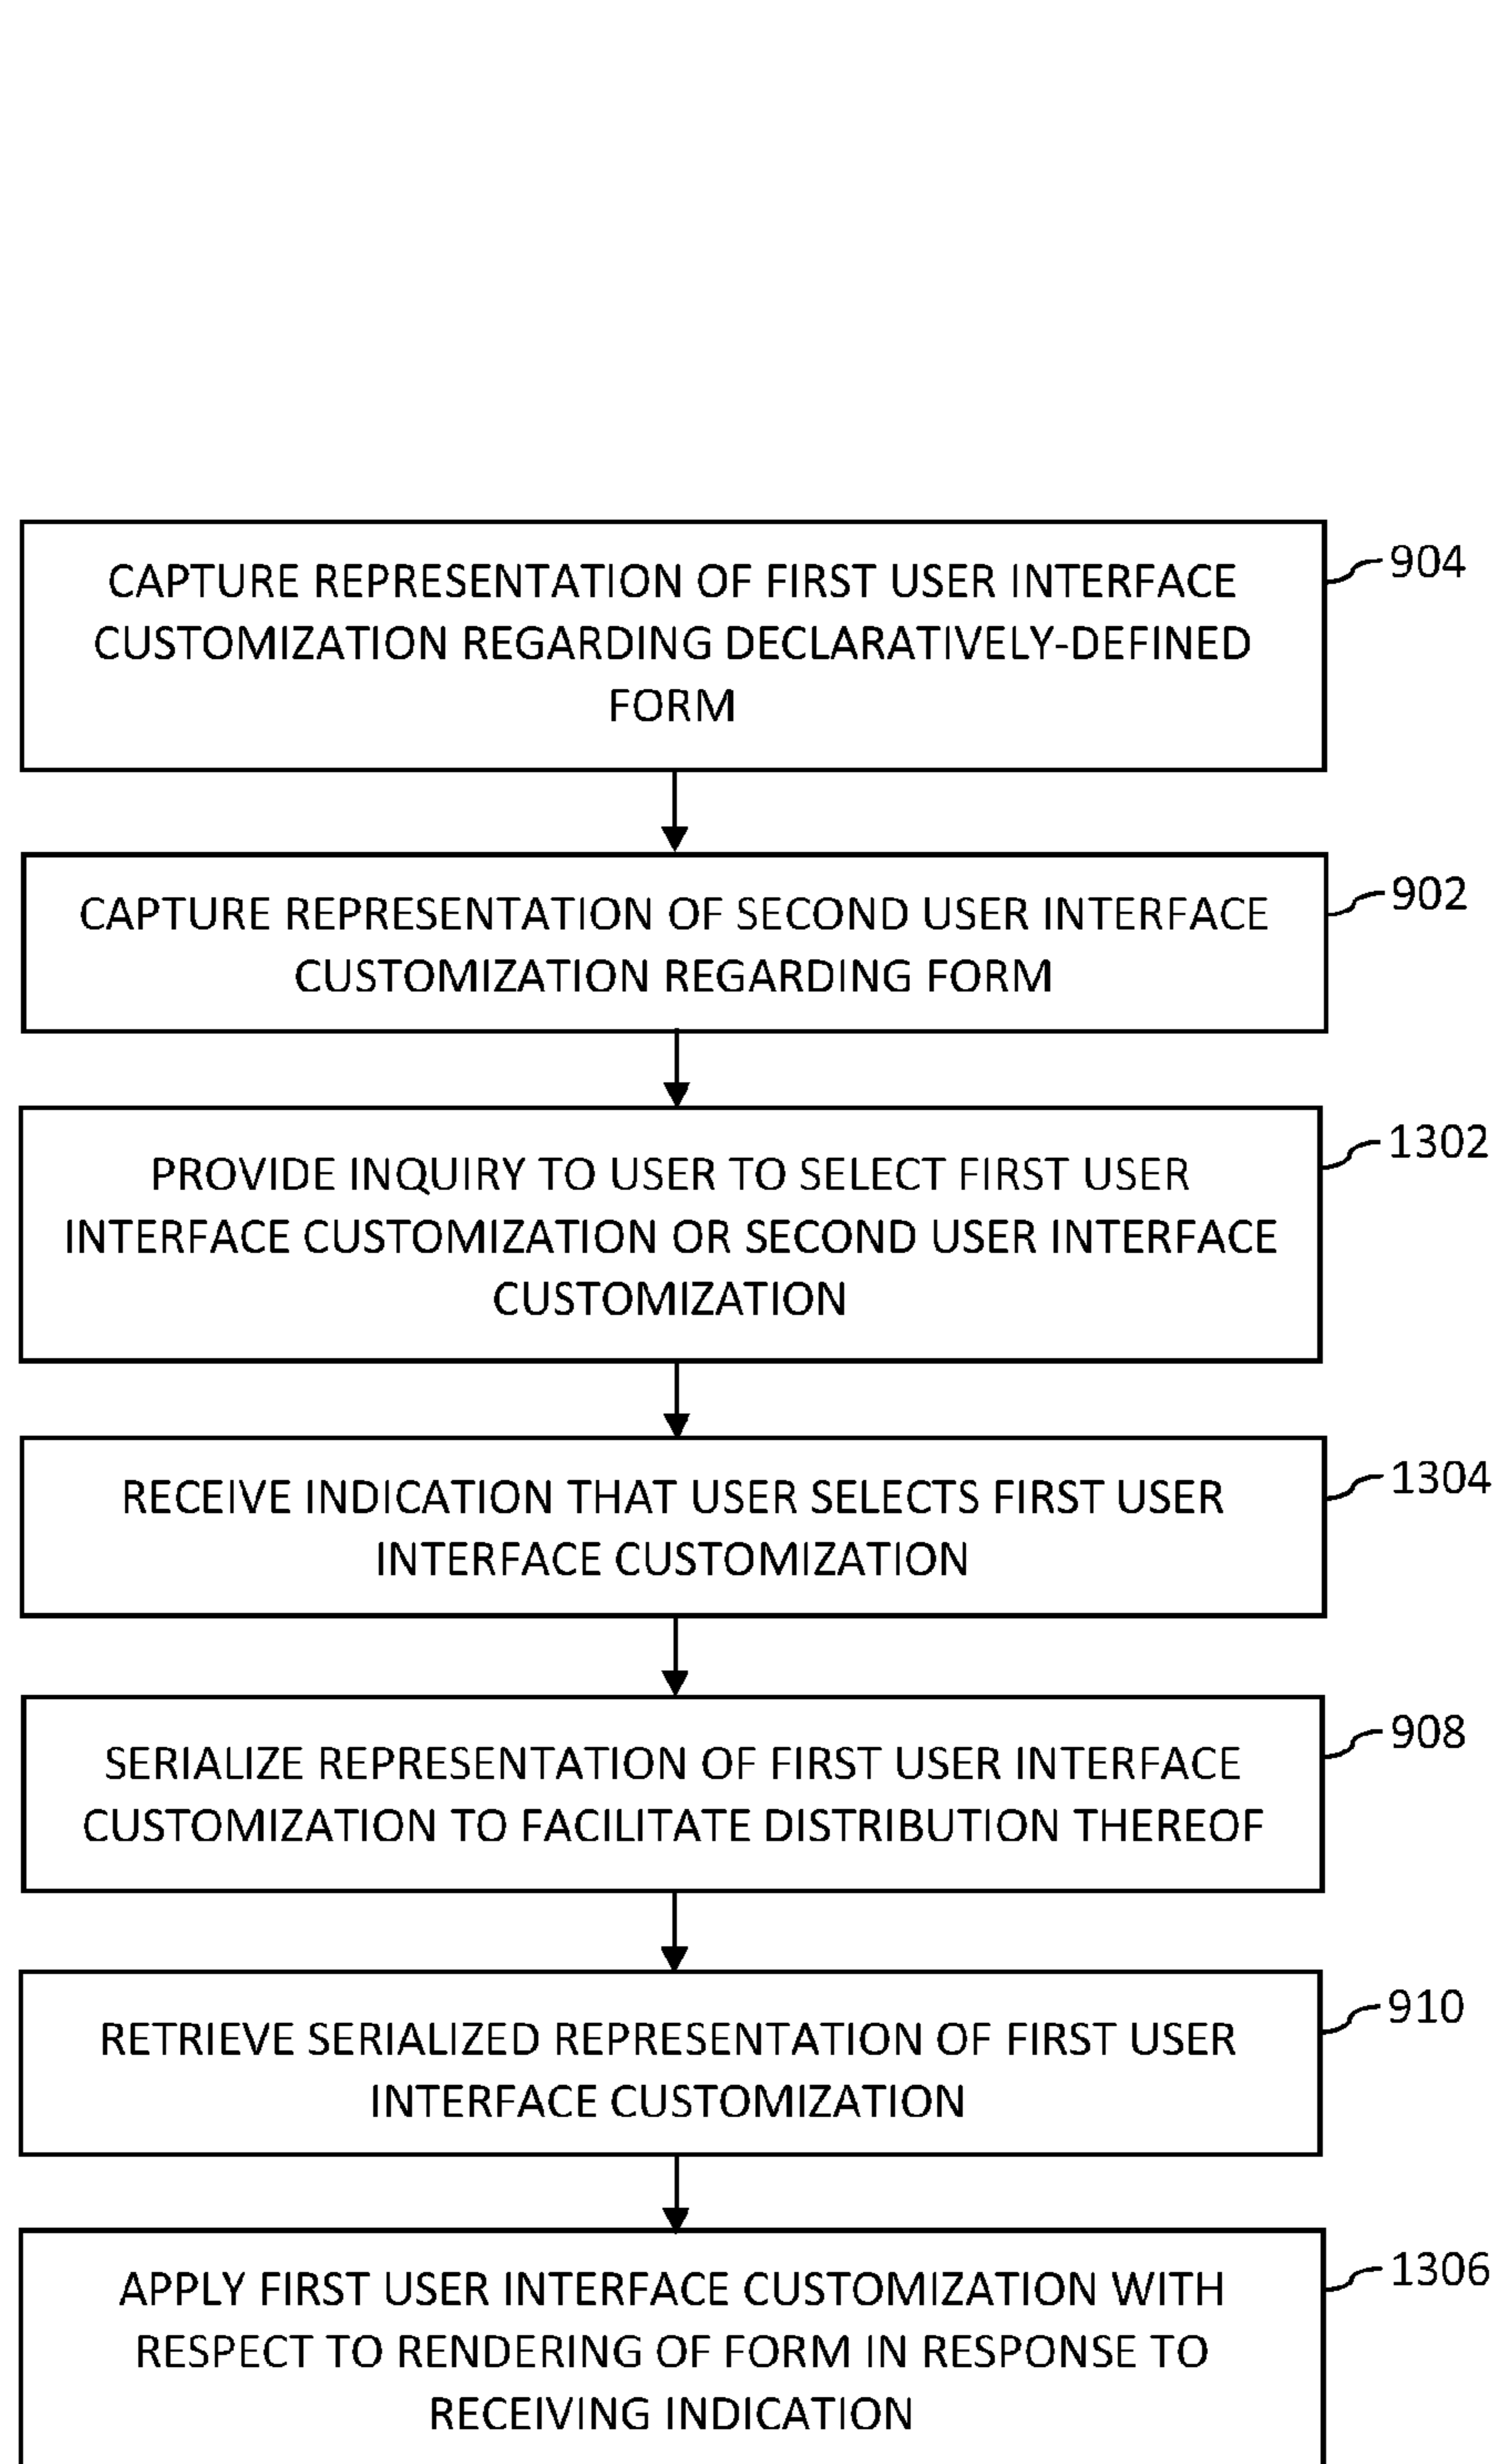 CAPTURE REPRESENTATION OF FIRST USER INTERFACE
CUSTOMIZATION REGARDING DECLARATIVELY-DEFINED
FORM
904
CAPTURE REPRESENTATION OF SECOND USER INTERFACE
CUSTOMIZATION REGARDING FORM
902
PROVIDE INQUIRY TO USER TO SELECT FIRST USER
INTERFACE CUSTOMIZATION OR SECOND USER INTERFACE
CUSTOMIZATION
1302
RECEIVE INDICATION THAT USER SELECTS FIRST USER
INTERFACE CUSTOMIZATION
1304
SERIALIZE REPRESENTATION OF FIRST USER INTERFACE
CUSTOMIZATION TO FACILITATE DISTRIBUTION THEREOF
908
RETRIEVE SERIALIZED REPRESENTATION OF FIRST USER
INTERFACE CUSTOMIZATION
910
APPLY FIRST USER INTERFACE CUSTOMIZATION WITH
RESPECT TO RENDERING OF FORM IN RESPONSE TO
RECEIVING INDICATION
1306